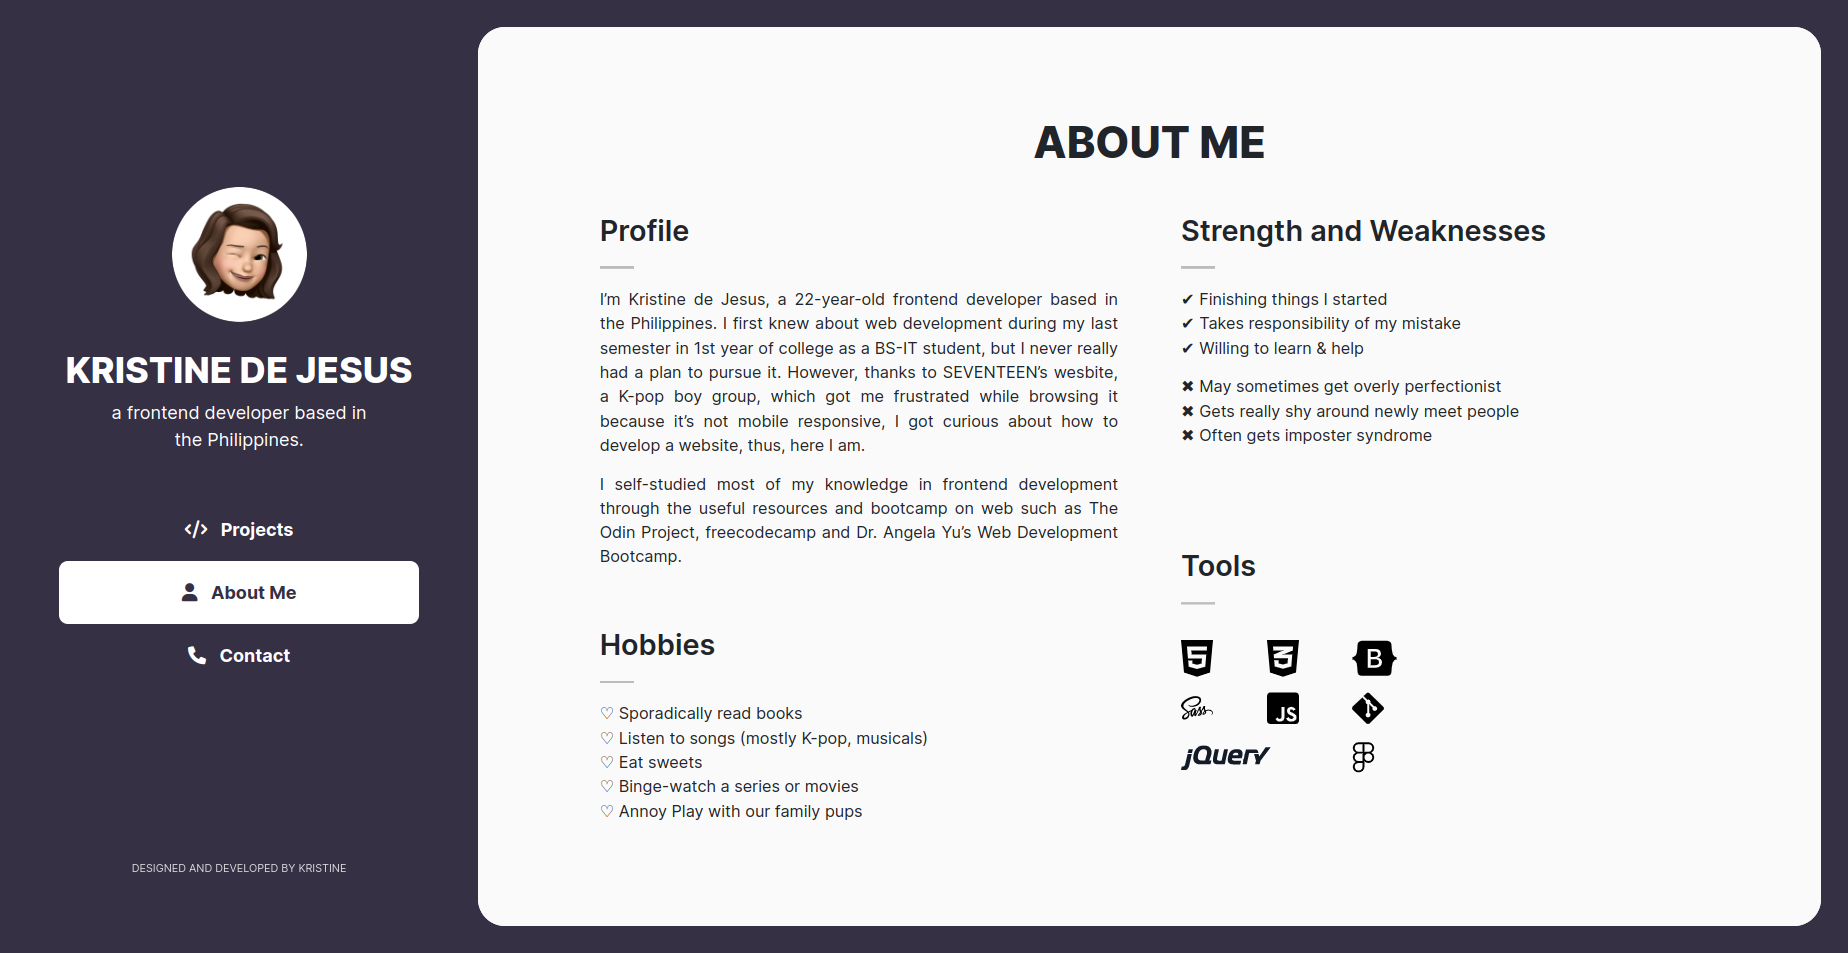 KRISTINE DE JESUS
a frontend developer based in
the Philippines.
Projects
About Me
Contact
DESIGNED AND DEVELOPED BY KRISTINE
ABOUT ME
Profile
I’m Kristine de Jesus, a 22-year-old frontend developer based in
the Philippines. I first knew about web development during my last
semester in 1st year of college as a BS-IT student, but I never really
had a plan to pursue it. However, thanks to SEVENTEEN’s wesbite,
a K-pop boy group, which got me frustrated while browsing it
because it’s not mobile responsive, I got curious about how to
develop a website, thus, here I am.
I self-studied most of my knowledge in frontend development
through the useful resources and bootcamp on web such as The
Odin Project, freecodecamp and Dr. Angela Yu’s Web Development
Bootcamp.
Hobbies
♡ Sporadically read books
♡ Listen to songs (mostly K-pop, musicals)
♡ Eat sweets
♡ Binge-watch a series or movies
♡ Annoy Play with our family pups
Strength and Weaknesses
✔ Finishing things I started
✔ Takes responsibility of my mistake
✔ Willing to learn & help
✖ May sometimes get overly perfectionist
✖ Gets really shy around newly meet people
✖ Often gets imposter syndrome
Tools
5 3 B
Sass JS
jQuery